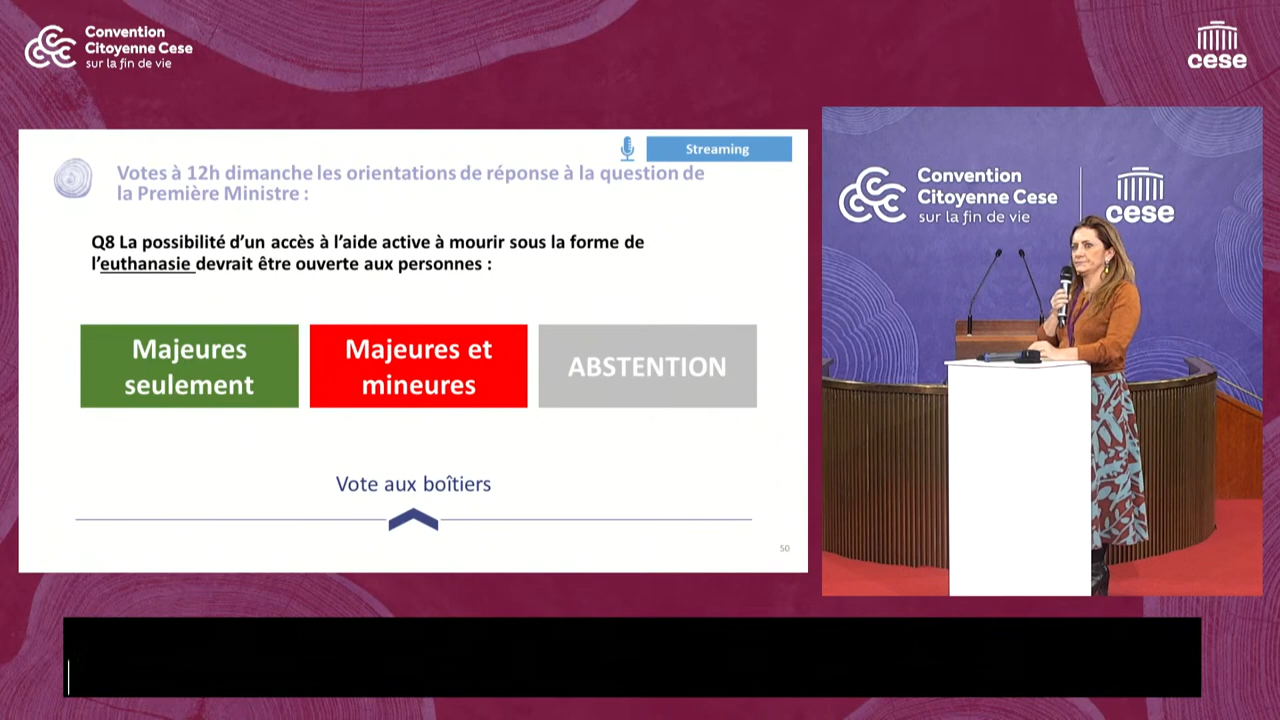 Convention
Citoyenne Cese
sur la fin de vie
cese
Streaming
Votes à 12h dimanche les orientations de réponse à la question de
la Première Ministre :
Q8 La possibilité d'un accès à l'aide active à mourir sous la forme de
l'euthanasie devrait être ouverte aux personnes :
Majeures
seulement
Majeures et
mineures
ABSTENTION
Vote aux boîtiers
50
Convention
Citoyenne Cese
sur la fin de vie
cese